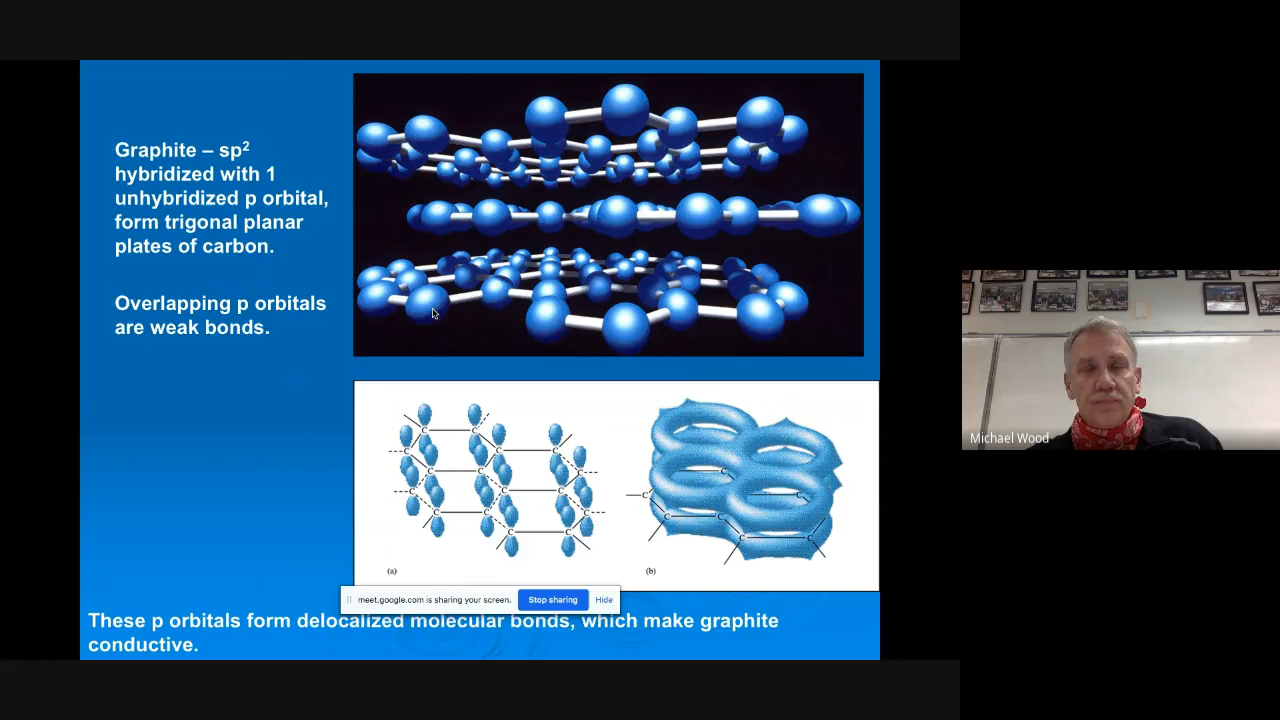 Graphite – sp2
hybridized with 1
unhybridized p orbital,
form trigonal planar
plates of carbon.
Overlapping p orbitals
are weak bonds.
C C
C C C
C C C
C C C
C C C
C C
C
C C
C C
C C
(a)
(b)
meet.google.com is sharing your screen.
Stop sharing
Hide
These p orbitals form delocalized molecular bonds, which make graphite
conductive.
Michael Wood